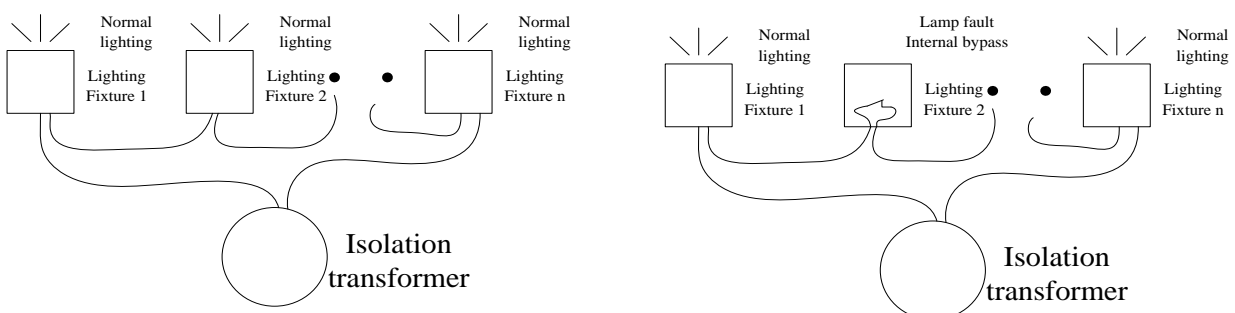 Normal
lighting
Normal
lighting
Normal
lighting
Lighting
Fixture 1
Lighting
Fixture 2
Lighting
Fixture n
Isolation
transformer
Normal
lighting
Lamp fault
Internal bypass
Normal
lighting
Lighting
Fixture 1
Lighting
Fixture 2
Lighting
Fixture n
Isolation
transformer